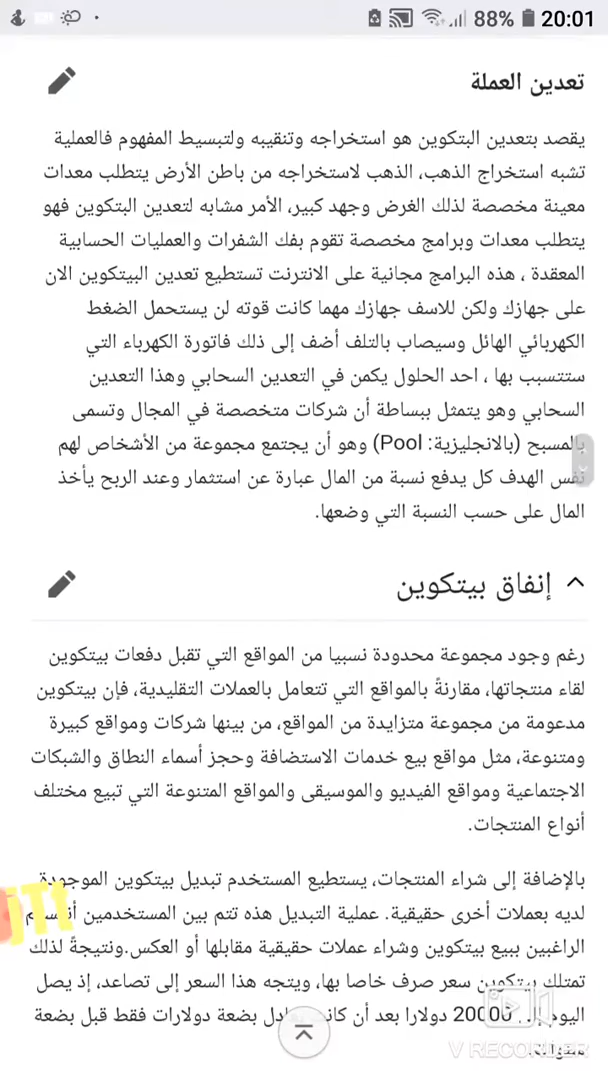 88% 20:01
تعدين العملة
يقصد بتعدين البتكوين هو استخراجه وتنقيبه ولتبسيط المفهوم فالعملية
تشبه استخراج الذهب، الذهب لاستخراجه من باطن الأرض يتطلب معدات
معينة مخصصة لذلك الغرض وجهد كبير، الأمر مشابه لتعدين البتكوين فهو
يتطلب معدات وبرامج مخصصة تقوم بفك الشفرات والعمليات الحسابية
المعقدة ، هذه البرامج مجانية على الانترنت تستطيع تعدين البيتكوين الان
على جهازك ولكن للاسف جهازك مهما كانت قوته لن يستحمل الضغط
الكهربائي الهائل وسيصاب بالتلف أضف إلى ذلك فاتورة الكهرباء التي
ستتسبب بها ، احد الحلول يكمن في التعدين السحابي وهذا التعدين
السحابي وهو يتمثل ببساطة أن شركات متخصصة في المجال وتسمى
بالمسبح (بالانجليزية: Pool) وهو أن يجتمع مجموعة من الأشخاص لهم
نفس الهدف كل يدفع نسبة من المال عبارة عن استثمار وعند الربح يأخذ
المال على حسب النسبة التي وضعها.
إنفاق بيتكوين
رغم وجود مجموعة محدودة نسبيا من المواقع التي تقبل دفعات بيتكوين
لقاء منتجاتها، مقارنةً بالمواقع التي تتعامل بالعملات التقليدية، فإن بيتكوين
مدعومة من مجموعة متزايدة من المواقع، من بينها شركات ومواقع كبيرة
ومتنوعة، مثل مواقع بيع خدمات الاستضافة وحجز أسماء النطاق والشبكات
الاجتماعية ومواقع الفيديو والموسيقى والمواقع المتنوعة التي تبيع مختلف
أنواع المنتجات.
بالإضافة إلى شراء المنتجات، يستطيع المستخدم تبديل بيتكوين الموجودة
لديه بعملات أخرى حقيقية. عملية التبديل هذه تتم بين المستخدمين أنفسهم
الراغبين ببيع بيتكوين وشراء عملات حقيقية مقابلها أو العكس.ونتيجةً لذلك
تمتلك بيتكوين سعر صرف خاصا بها، ويتجه هذا السعر إلى تصاعد، إذ يصل
اليوم 20000 دولارا بعد أن بضعة دولارات فقط قبل بضعة
V RECORDER